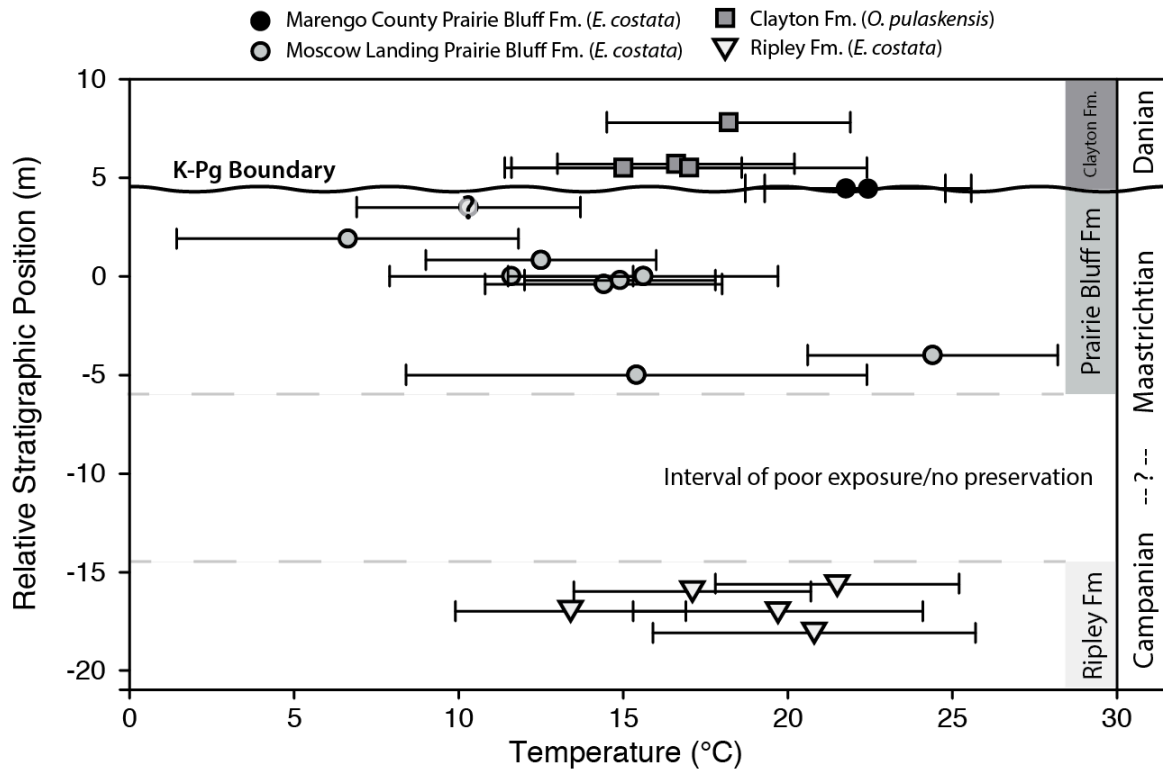 Marengo County Prairie Bluff Fm. (E. costata)
Clayton Fm. (O. pulaskensis)
Moscow Landing Prairie Bluff Fm. (E. costata)
Ripley Fm. (E. costata)
Relative Stratigraphic Position (m)
10
5
0
-5
-10
-15
-20
K-Pg Boundary
?
Interval of poor exposure/no preservation
Clayton Fm.
Prairie Bluff Fm
Ripley Fm
Danian
Maastrichtian
-- ? --
Campanian
0
5
10
15
20
25
30
Temperature (°C)